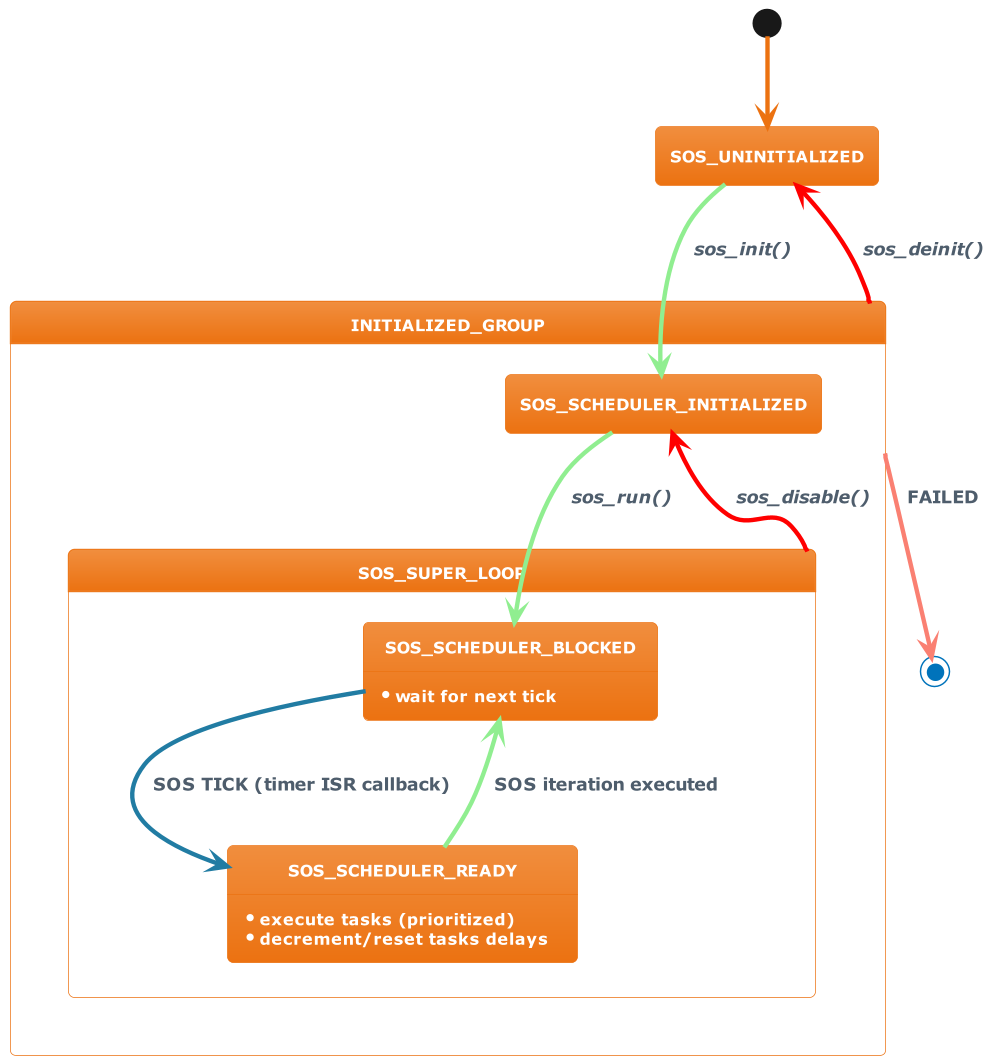 SOS_UNINITIALIZED
sos_init()
sos_deinit()
INITIALIZED_GROUP
SOS_SCHEDULER_INITIALIZED
sos_run()
sos_disable()
FAILED
SOS_SUPER_LOOP
SOS_SCHEDULER_BLOCKED
• wait for next tick
SOS TICK (timer ISR callback)
SOS iteration executed
SOS_SCHEDULER_READY
• execute tasks (prioritized)
• decrement/reset tasks delays